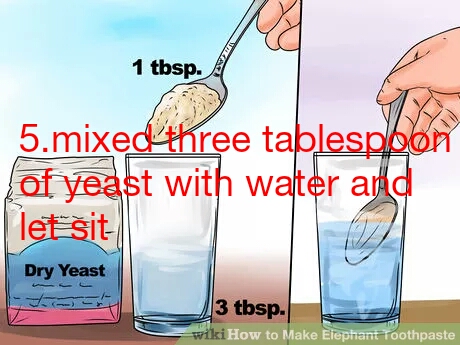 1 tbsp.
5.mixed three tablespoon
of yeast with water and
let sit
Dry Yeast
3 tbsp.
wikiHow to Make Elephant Toothpaste